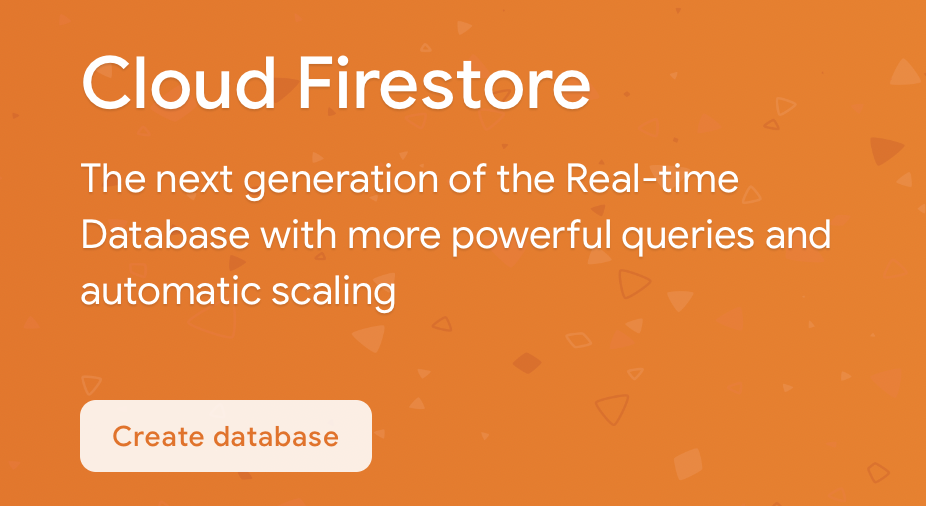 Cloud Firestore
The next generation of the Real-time
Database with more powerful queries and
automatic scaling
Create database